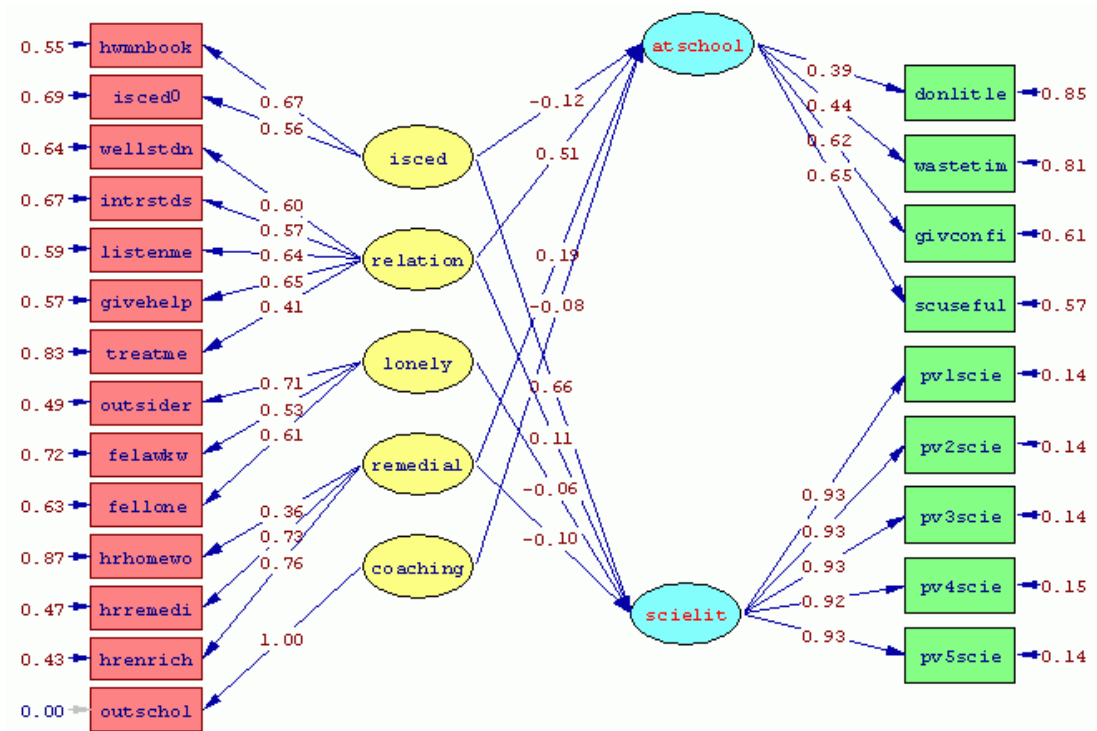 0.55 hwmnbook
0.69 isced0
0.64 wellstdn
0.67 intrstds
0.59 listenme
0.57 givehelp
0.83 treatme
0.49 outsider
0.72 felawkw
0.63 fellone
0.87 hrhomewo
0.47 hrremedi
0.43 hrenrich
0.00 outschol
0.67
0.56
0.60
0.57
0.64
0.65
0.41
0.71
0.53
0.61
0.36
0.73
0.76
1.00
isced
relation
lonely
remedial
coaching
-0.12
0.51
0.19
-0.08
0.66
0.11
-0.06
-0.10
atschool
scielit
0.39
0.44
0.62
0.65
0.93
0.93
0.93
0.92
0.93
donlitle 0.85
wastetim 0.81
givconfi 0.61
scuseful 0.57
pv1scie 0.14
pv2scie 0.14
pv3scie 0.14
pv4scie 0.15
pv5scie 0.14